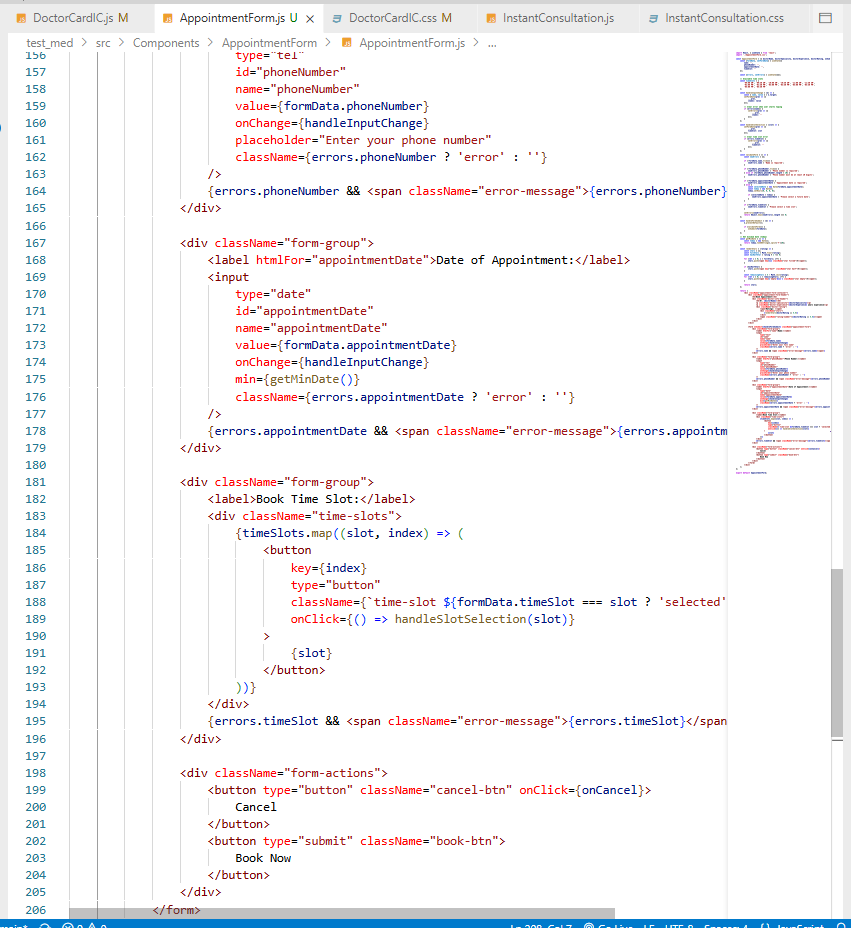 DoctorCardIC.js M
AppointmentForm.js U
DoctorCardIC.css M
InstantConsultation.js
InstantConsultation.css
test_med > src > Components > AppointmentForm > AppointmentForm.js > ...
156 type="tel"
157 id="phoneNumber"
158 name="phoneNumber"
159 value={formData.phoneNumber}
160 onChange={handleInputChange}
161 placeholder="Enter your phone number"
162 className={errors.phoneNumber ? 'error' : ''}
163 />
164 {errors.phoneNumber && <span className="error-message">{errors.phoneNumber}
165 </div>
166
167 <div className="form-group">
168 <label htmlFor="appointmentDate">Date of Appointment:</label>
169 <input
170 type="date"
171 id="appointmentDate"
172 name="appointmentDate"
173 value={formData.appointmentDate}
174 onChange={handleInputChange}
175 min={getMinDate()}
176 className={errors.appointmentDate ? 'error' : ''}
177 />
178 {errors.appointmentDate && <span className="error-message">{errors.appointm
179 </div>
180
181 <div className="form-group">
182 <label>Book Time Slot:</label>
183 <div className="time-slots">
184 {timeSlots.map((slot, index) => (
185 <button
186 key={index}
187 type="button"
188 className={`time-slot ${formData.timeSlot === slot ? 'selected'
189 onClick={() => handleSlotSelection(slot)}
190 >
191 {slot}
192 </button>
193 ))}
194 </div>
195 {errors.timeSlot && <span className="error-message">{errors.timeSlot}</span
196 </div>
197
198 <div className="form-actions">
199 <button type="button" className="cancel-btn" onClick={onCancel}>
200 Cancel
201 </button>
202 <button type="submit" className="book-btn">
203 Book Now
204 </button>
205 </div>
206 </form>